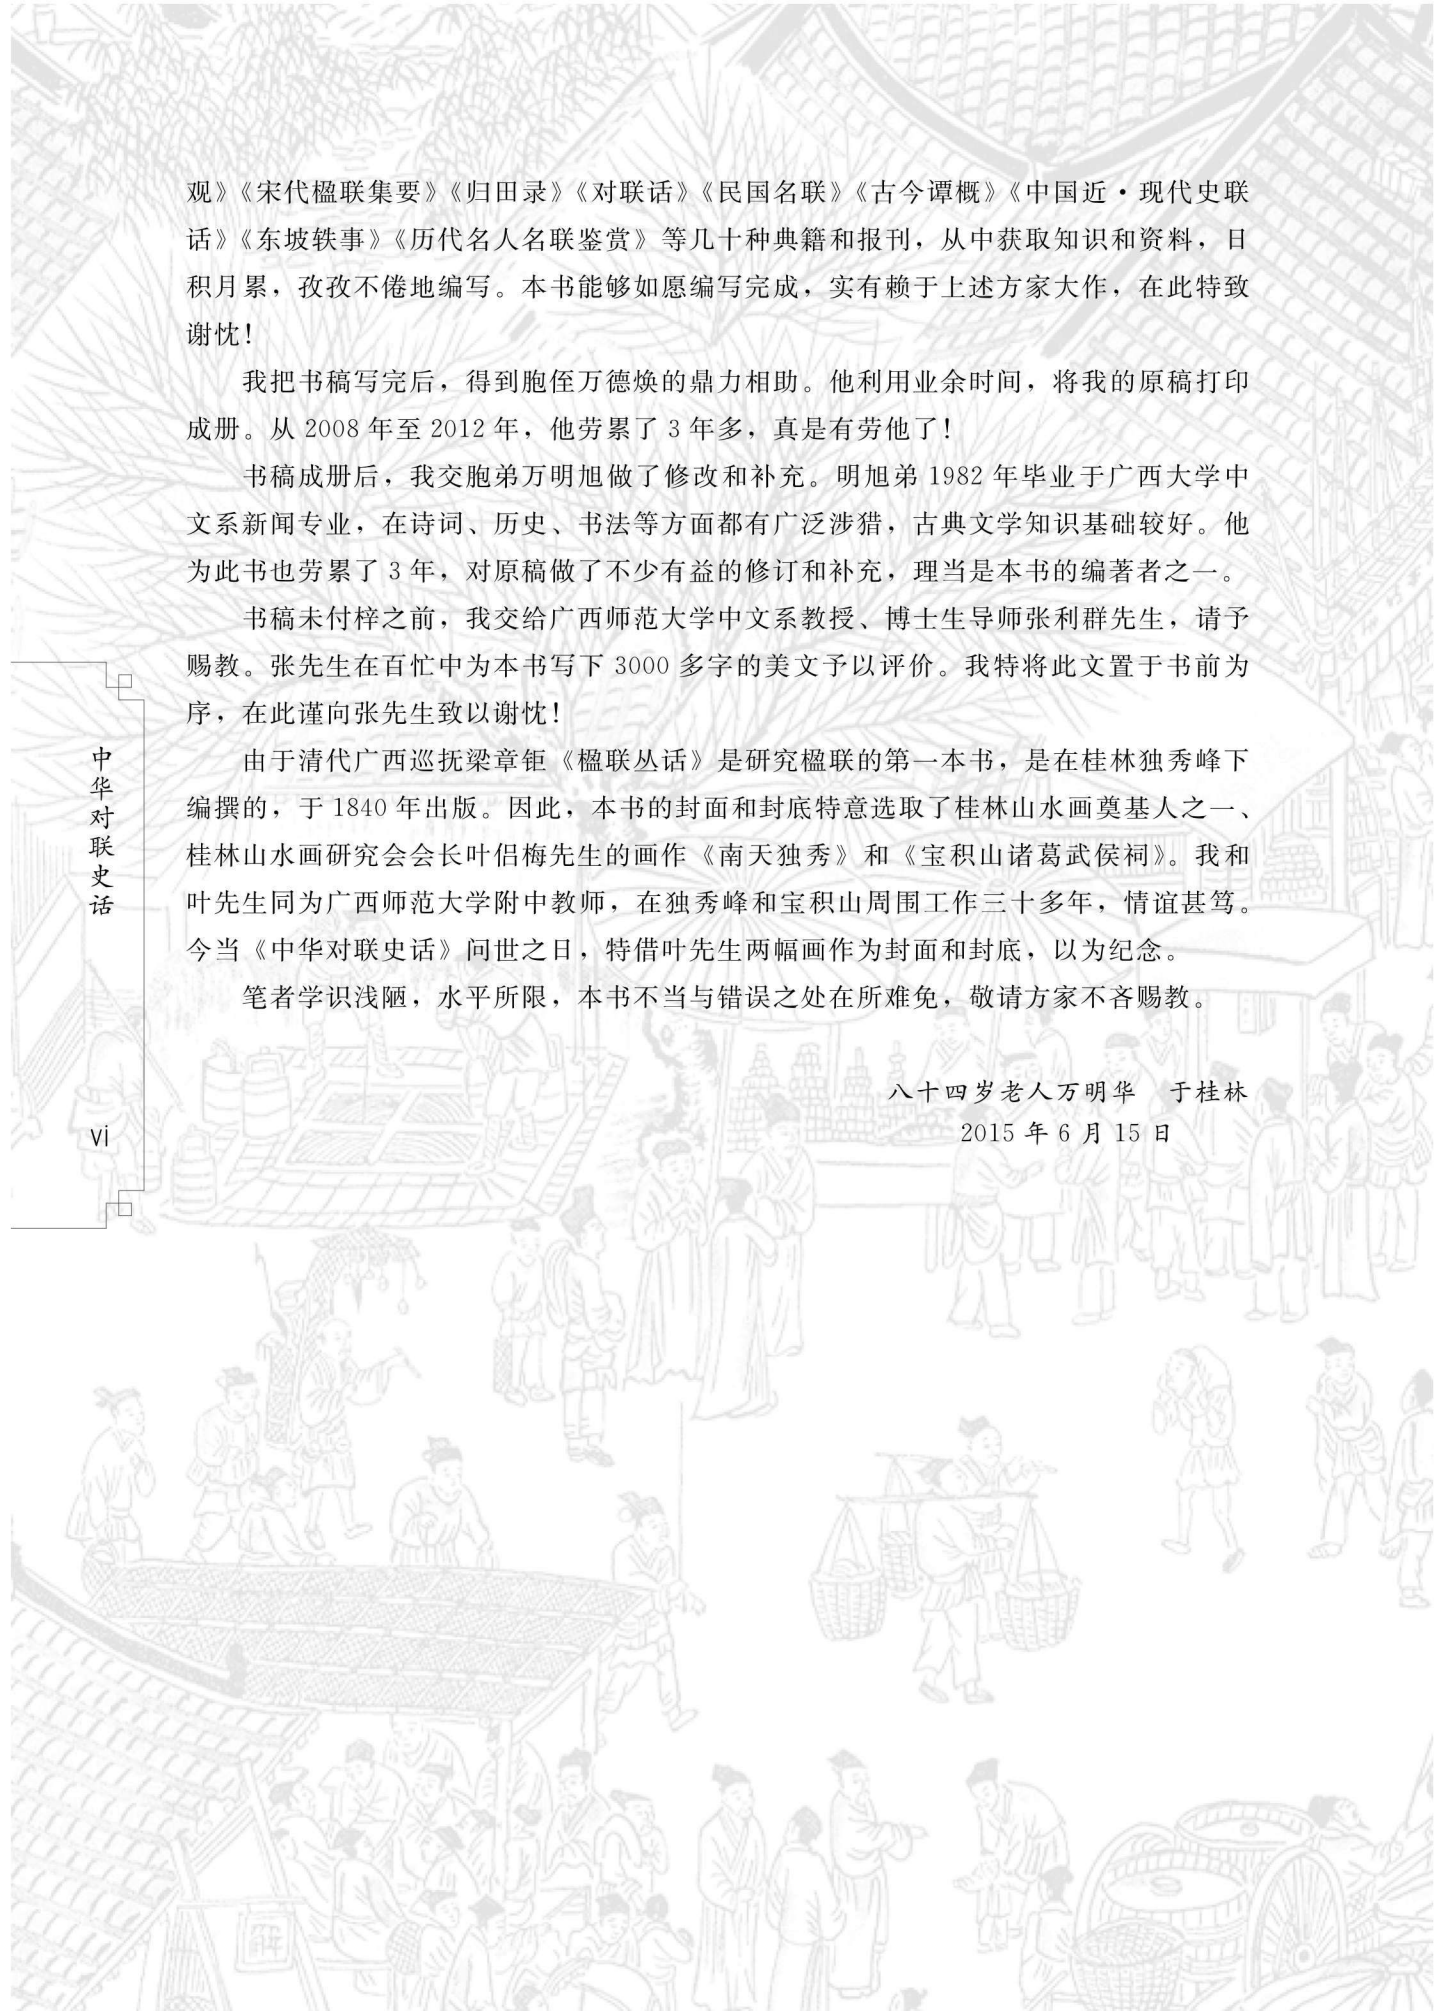 观》《宋代楹联集要》《归田录》《对联话》《民国名联》《古今谭概》《中国近·现代史联
话》《东坡轶事》《历代名人名联鉴赏》等几十种典籍和报刊，从中获取知识和资料，日
积月累，孜孜不倦地编写。本书能够如愿编写完成，实有赖于上述方家大作，在此特致
谢忱！
我把书稿写完后，得到胞侄万德焕的鼎力相助。他利用业余时间，将我的原稿打印
成册。从 2008 年至 2012 年，他劳累了 3 年多，真是有劳他了！
书稿成册后，我交胞弟万明旭做了修改和补充。明旭弟 1982 年毕业于广西大学中
文系新闻专业，在诗词、历史、书法等方面都有广泛涉猎，古典文学知识基础较好。他
为此书也劳累了 3 年，对原稿做了不少有益的修订和补充，理当是本书的编著者之一。
书稿未付梓之前，我交给广西师范大学中文系教授、博士生导师张利群先生，请予
赐教。张先生在百忙中为本书写下 3000 多字的美文予以评价。我特将此文置于书前为
序，在此谨向张先生致以谢忱！
由于清代广西巡抚梁章钜《楹联丛话》是研究楹联的第一本书，是在桂林独秀峰下
编撰的，于 1840 年出版。因此，本书的封面和封底特意选取了桂林山水画奠基人之一、
桂林山水画研究会会长叶侣梅先生的画作《南天独秀》和《宝积山诸葛武侯祠》。我和
叶先生同为广西师范大学附中教师，在独秀峰和宝积山周围工作三十多年，情谊甚笃。
今当《中华对联史话》问世之日，特借叶先生两幅画作为封面和封底，以为纪念。
笔者学识浅陋，水平所限，本书不当与错误之处在所难免，敬请方家不吝赐教。
八十四岁老人万明华　于桂林
2015 年 6 月 15 日
中华对联史话
vi